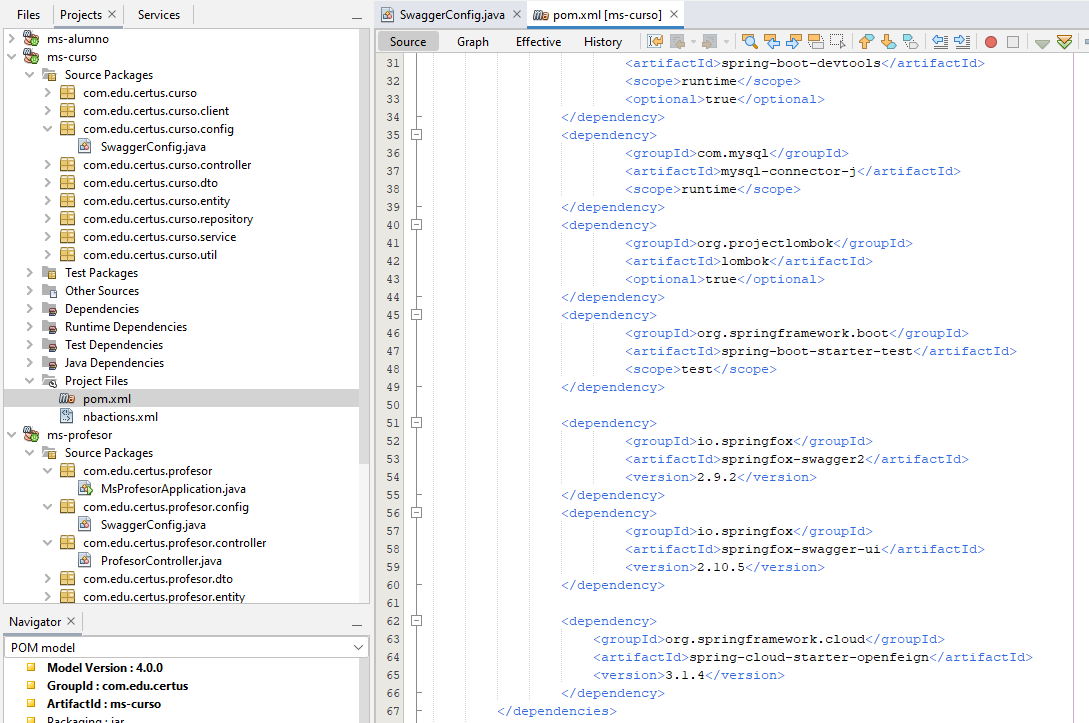 Files Projects Services
ms-alumno
ms-curso
Source Packages
com.edu.certus.curso
com.edu.certus.curso.client
com.edu.certus.curso.config
SwaggerConfig.java
com.edu.certus.curso.controller
com.edu.certus.curso.dto
com.edu.certus.curso.entity
com.edu.certus.curso.repository
com.edu.certus.curso.service
com.edu.certus.curso.util
Test Packages
Other Sources
Dependencies
Runtime Dependencies
Test Dependencies
Java Dependencies
Project Files
pom.xml
nbactions.xml
ms-profesor
Source Packages
com.edu.certus.profesor
MsProfesorApplication.java
com.edu.certus.profesor.config
SwaggerConfig.java
com.edu.certus.profesor.controller
ProfesorController.java
com.edu.certus.profesor.dto
com.edu.certus.profesor.entity
Navigator
POM model
Model Version : 4.0.0
GroupId : com.edu.certus
ArtifactId : ms-curso
Packaging : jar
SwaggerConfig.java pom.xml [ms-curso]
Source Graph Effective History
31 <artifactId>spring-boot-devtools</artifactId>
32 <scope>runtime</scope>
33 <optional>true</optional>
34 </dependency>
35 <dependency>
36 <groupId>com.mysql</groupId>
37 <artifactId>mysql-connector-j</artifactId>
38 <scope>runtime</scope>
39 </dependency>
40 <dependency>
41 <groupId>org.projectlombok</groupId>
42 <artifactId>lombok</artifactId>
43 <optional>true</optional>
44 </dependency>
45 <dependency>
46 <groupId>org.springframework.boot</groupId>
47 <artifactId>spring-boot-starter-test</artifactId>
48 <scope>test</scope>
49 </dependency>
50
51 <dependency>
52 <groupId>io.springfox</groupId>
53 <artifactId>springfox-swagger2</artifactId>
54 <version>2.9.2</version>
55 </dependency>
56 <dependency>
57 <groupId>io.springfox</groupId>
58 <artifactId>springfox-swagger-ui</artifactId>
59 <version>2.10.5</version>
60 </dependency>
61
62 <dependency>
63 <groupId>org.springframework.cloud</groupId>
64 <artifactId>spring-cloud-starter-openfeign</artifactId>
65 <version>3.1.4</version>
66 </dependency>
67 </dependencies>